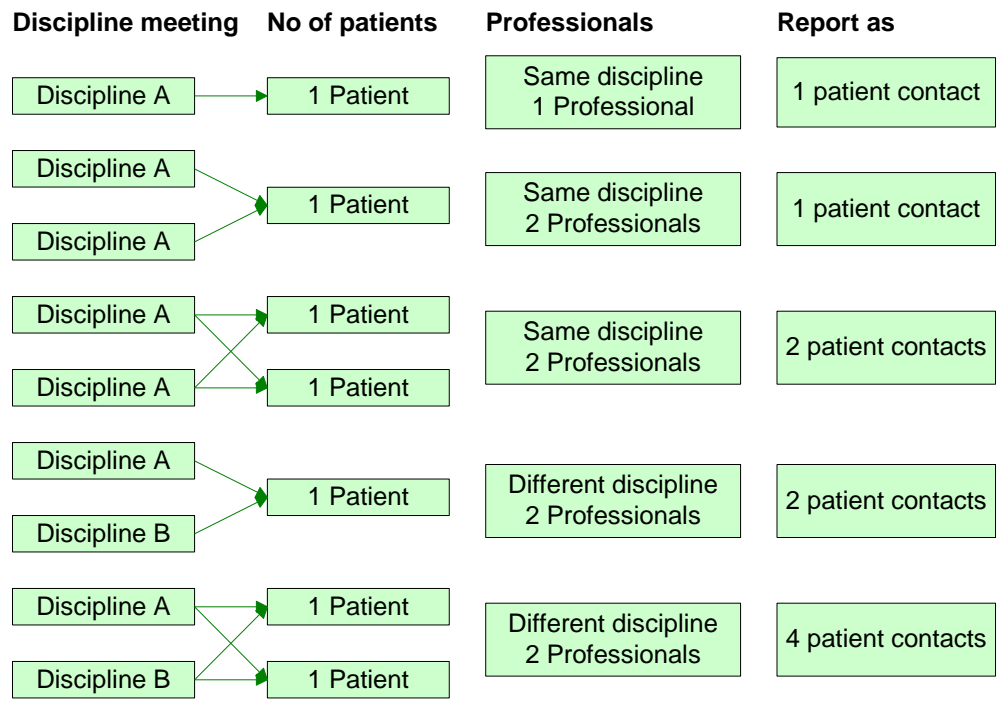 Discipline meeting No of patients Professionals Report as
Discipline A
1 Patient
Same discipline
1 Professional
1 patient contact
Discipline A
Discipline A
1 Patient
Same discipline
2 Professionals
1 patient contact
Discipline A
Discipline A
1 Patient
1 Patient
Same discipline
2 Professionals
2 patient contacts
Discipline A
Discipline B
1 Patient
Different discipline
2 Professionals
2 patient contacts
Discipline A
Discipline B
1 Patient
1 Patient
Different discipline
2 Professionals
4 patient contacts